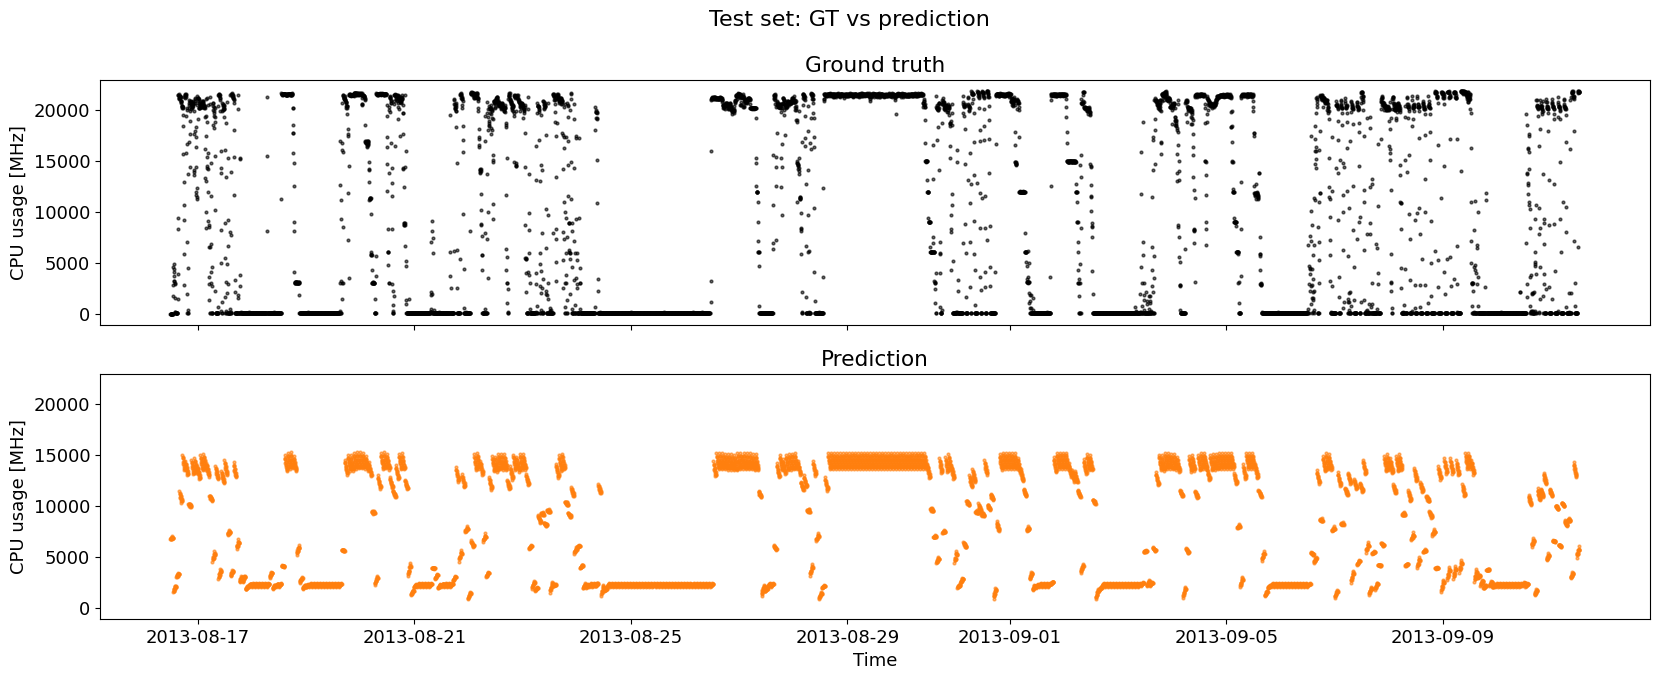 Test set: GT vs prediction
Ground truth
CPU usage [MHz]
20000
15000
10000
5000
0
Prediction
CPU usage [MHz]
20000
15000
10000
5000
0
2013-08-17 2013-08-21 2013-08-25 2013-08-29 2013-09-01 2013-09-05 2013-09-09
Time